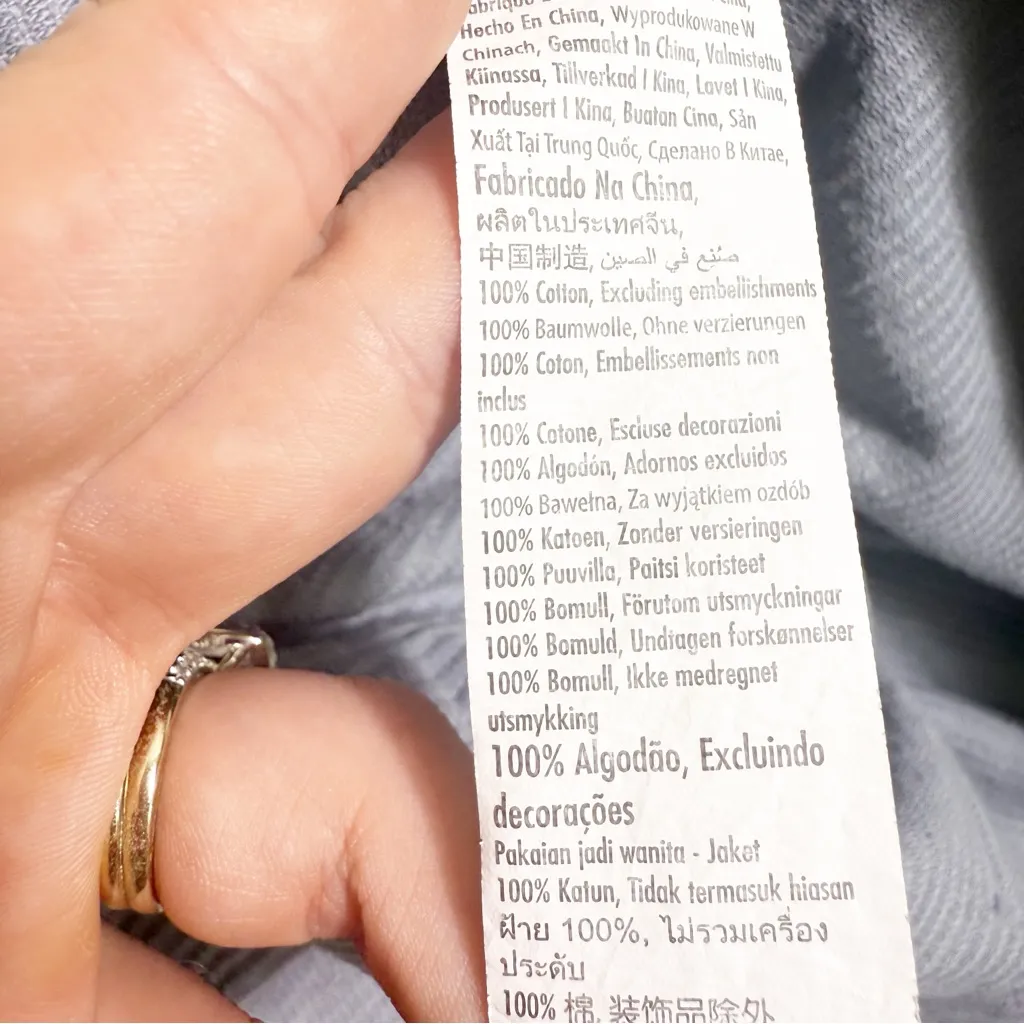 Hecho En China, Wyprodukowane W
Chinach, Gemaakt In China, Valmistettu
Kiinassa, Tillverkad I Kina, Lavet I Kina,
Produsert I Kina, Buatan Cina, Sản
Xuất Tại Trung Quốc, Сделано В Китае,
Fabricado Na China,
ผลิตในประเทศจีน,
中国制造, صُنِع في الصين
100% Cotton, Excluding embellishments
100% Baumwolle, Ohne verzierungen
100% Coton, Embellissements non
inclus
100% Cotone, Escluse decorazioni
100% Algodón, Adornos excluidos
100% Bawełna, Za wyjątkiem ozdób
100% Katoen, Zonder versieringen
100% Puuvilla, Paitsi koristeet
100% Bomull, Förutom utsmyckningar
100% Bomuld, Undtagen forskønnelser
100% Bomull, Ikke medregnet
utsmykking
100% Algodão, Excluindo
decorações
Pakaian jadi wanita - Jaket
100% Katun, Tidak termasuk hiasan
ฝ้าย 100%, ไม่รวมเครื่อง
ประดับ
100% 棉, 装饰品除外